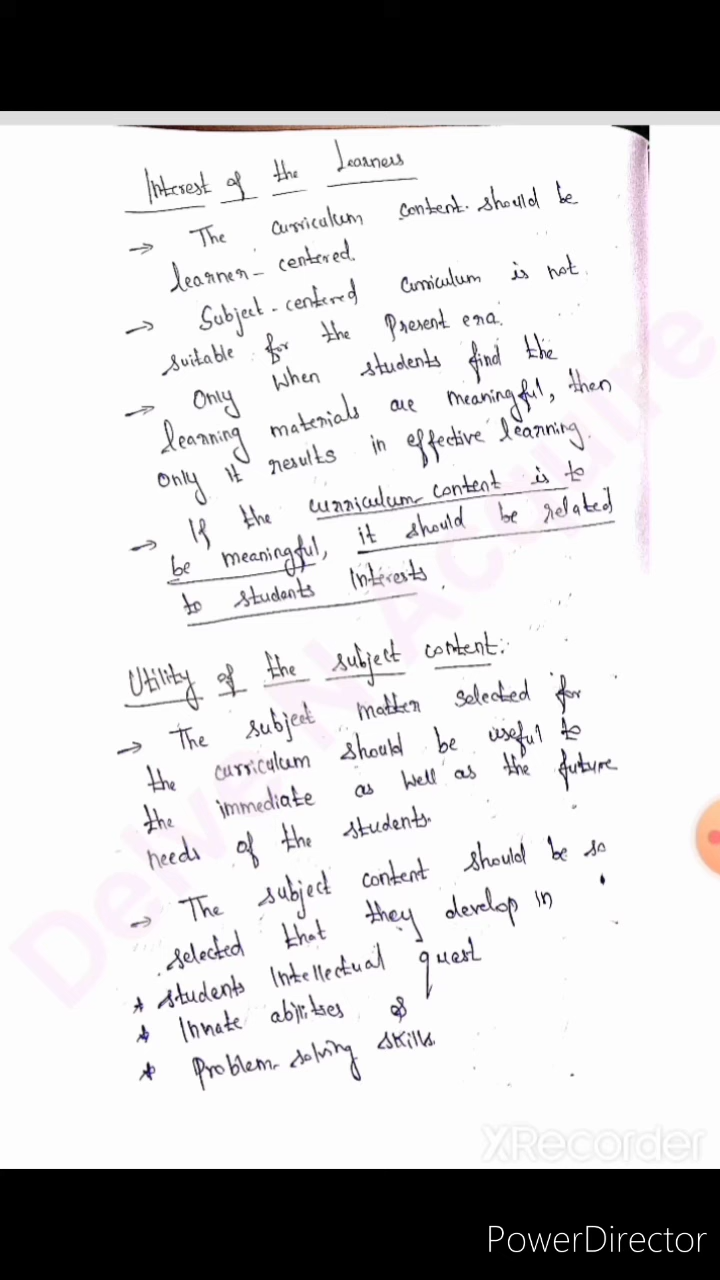 Interest of the Learners
→ The curriculum content should be
learner-centered.
→ Subject-centered curriculum is not
suitable for the Present era.
→ Only when students find the
learning materials are meaningful, then
only it results in effective learning.
→ If the curriculum content is to
be meaningful, it should be related
to students Interests.
Utility of the subject content:
→ The subject matter selected for
the curriculum should be useful to
the immediate as well as the future
needs of the students.
→ The subject content should be so
selected that they develop in
* students Intellectual quest
* Innate abilities &
* Problem-solving skills.
Delve N Acquire
XRecorder
PowerDirector